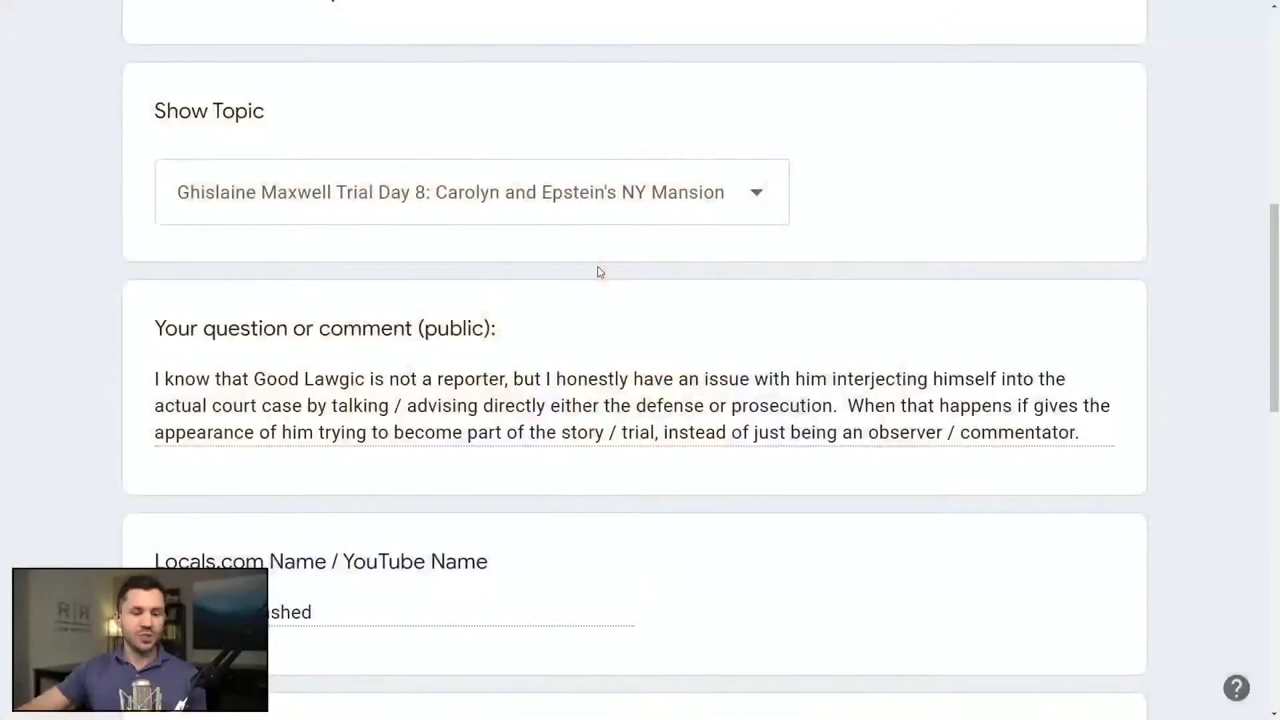 Show Topic
Ghislaine Maxwell Trial Day 8: Carolyn and Epstein's NY Mansion
Your question or comment (public):
I know that Good Lawgic is not a reporter, but I honestly have an issue with him interjecting himself into the
actual court case by talking / advising directly either the defense or prosecution.  When that happens if gives the
appearance of him trying to become part of the story / trial, instead of just being an observer / commentator.
Locals.com Name / YouTube Name
shed
R|R